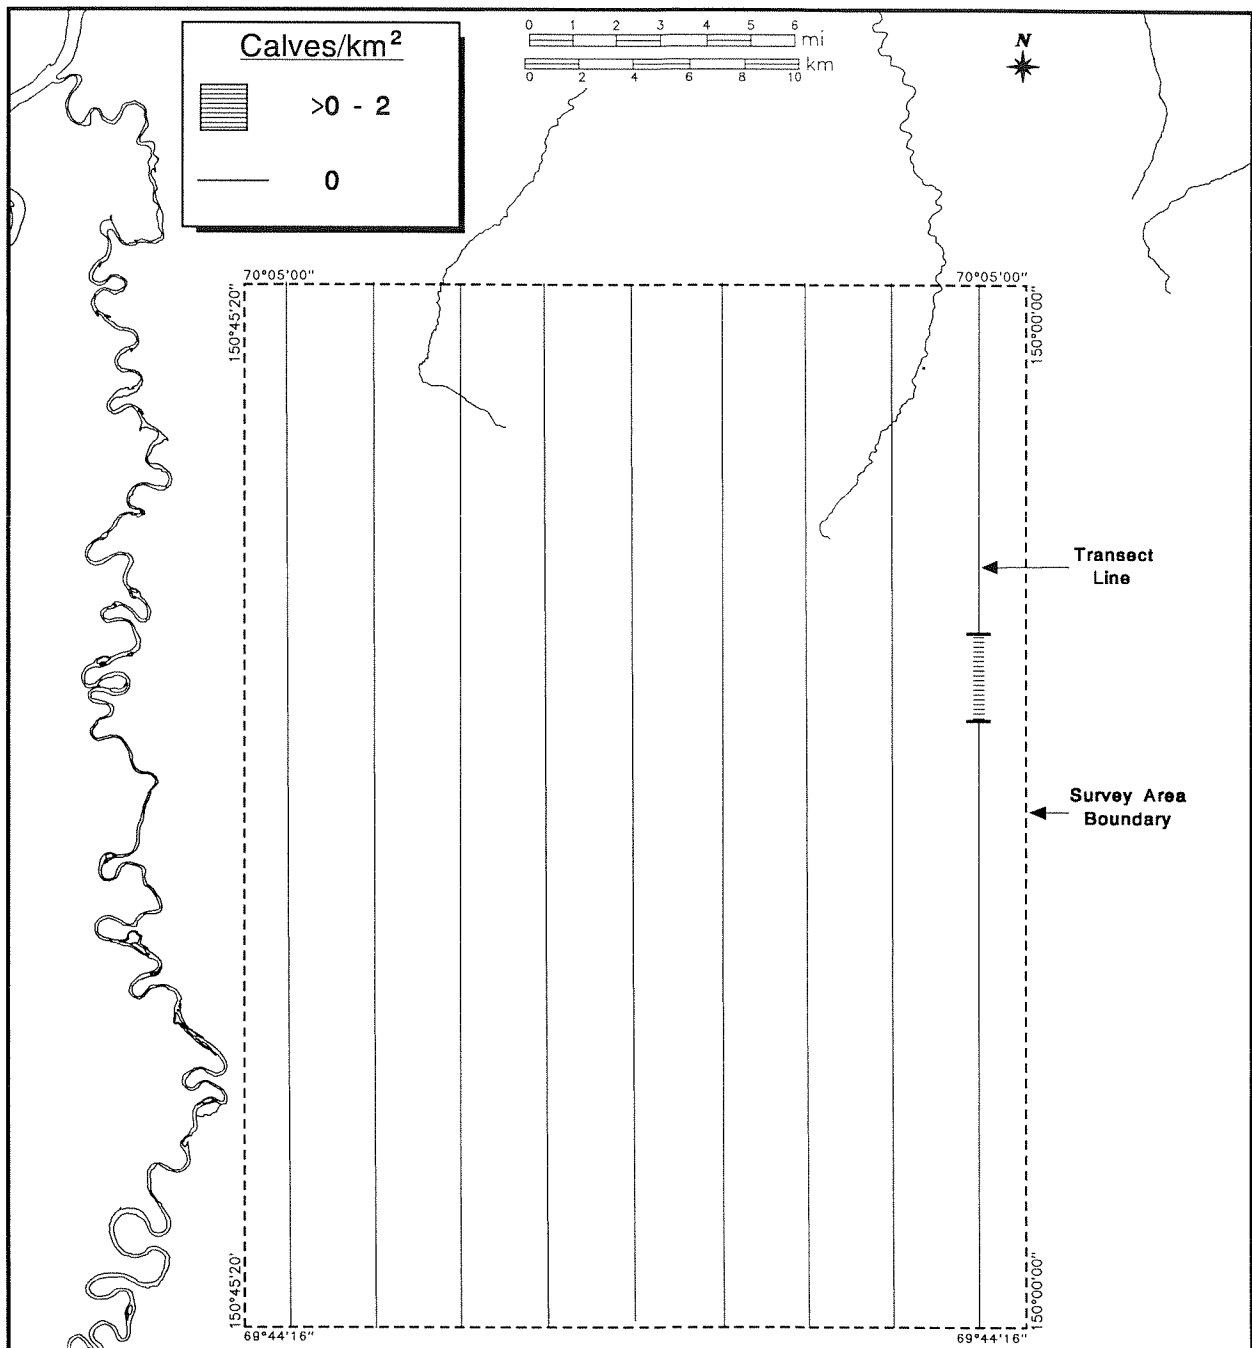 Calves/km²
>0 - 2
0
0 1 2 3 4 5 6
mi
km
0 2 4 6 8 10
N
70°05'00" 70°05'00"
150°45'20"
150°00'00"
Transect
Line
Survey Area
Boundary
150°45'20'
150°00'00"
69°44'16" 69°44'16"